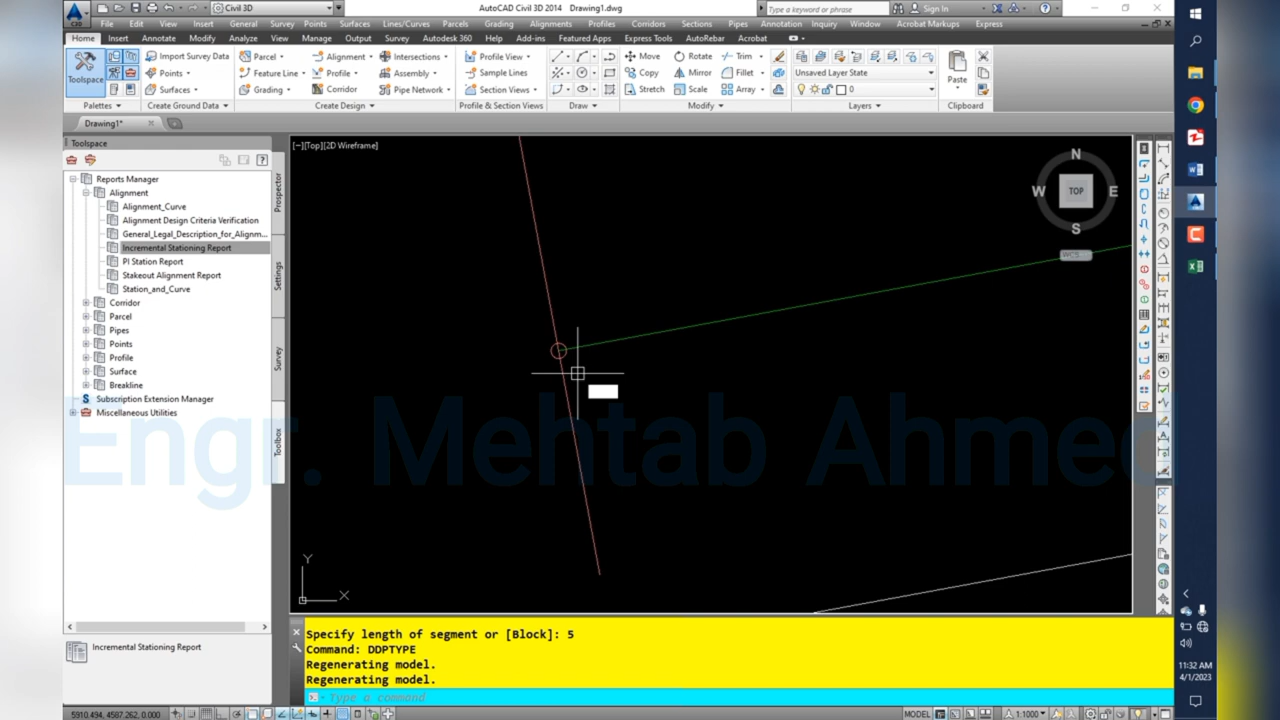 Civil 3D
AutoCAD Civil 3D 2014 Drawing1.dwg
Type a keyword or phrase
Sign In
File Edit View Insert General Survey Points Surfaces Lines/Curves Parcels Grading Alignments Profiles Corridors Sections Pipes Annotation Inquiry Window Acrobat Markups Express
Home Insert Annotate Modify Analyze View Manage Output Survey Autodesk 360 Help Add-ins Featured Apps Express Tools AutoRebar Acrobat
Toolspace
Import Survey Data
Points
Surfaces
Parcel
Feature Line
Grading
Alignment
Profile
Corridor
Intersections
Assembly
Pipe Network
Profile View
Sample Lines
Section Views
Move
Copy
Stretch
Rotate
Mirror
Scale
Trim
Fillet
Array
Unsaved Layer State
0
Paste
Palettes
Create Ground Data
Create Design
Profile & Section Views
Draw
Modify
Layers
Clipboard
Drawing1*
Toolspace
Reports Manager
Alignment
Alignment_Curve
Alignment Design Criteria Verification
General_Legal_Description_for_Alignm...
Incremental Stationing Report
PI Station Report
Stakeout Alignment Report
Station_and_Curve
Corridor
Parcel
Pipes
Points
Profile
Surface
Breakline
Subscription Extension Manager
Miscellaneous Utilities
Prospector
Settings
Survey
Toolbox
[−][Top][2D Wireframe]
N
W TOP E
S
WCS
Engr. Mehtab Ahmed
Y
X
Incremental Stationing Report
Specify length of segment or [Block]: 5
Command: DDPTYPE
Regenerating model.
Regenerating model.
Type a command
5910.494, 4587.262, 0.000
MODEL
1:1000
11:32 AM
4/1/2023